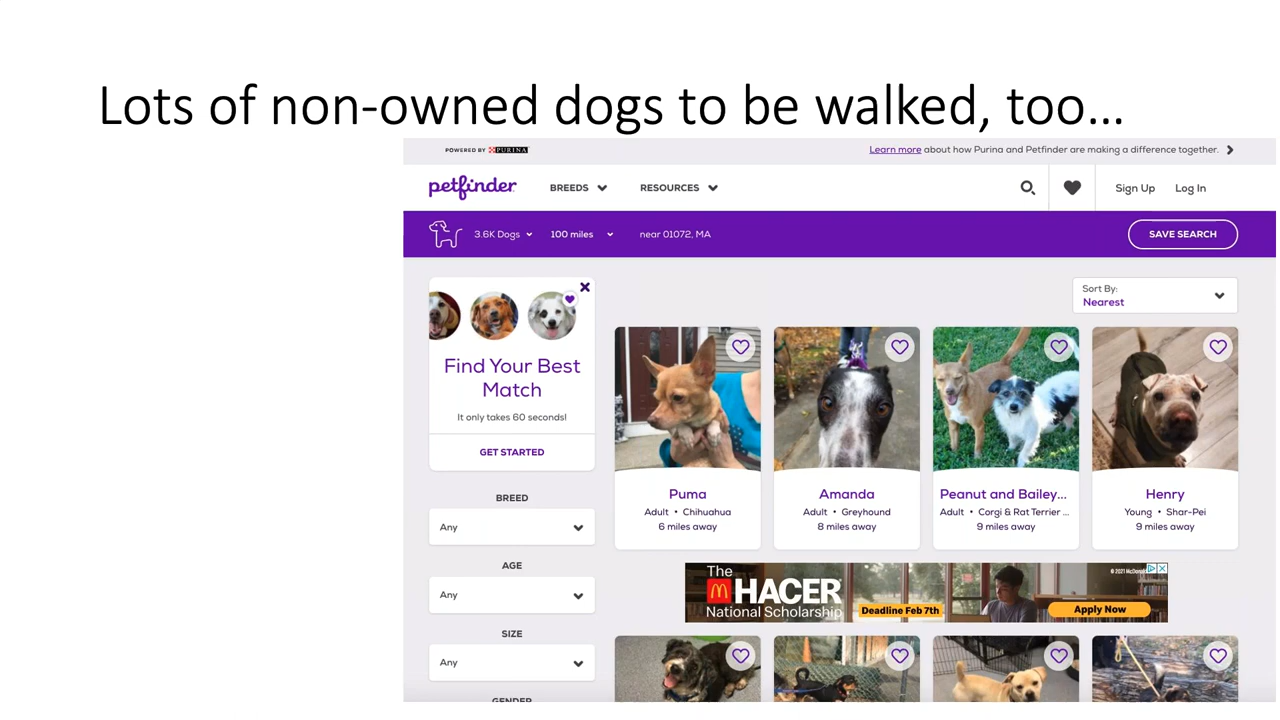 Lots of non-owned dogs to be walked, too…
POWERED BY PURINA
Learn more about how Purina and Petfinder are making a difference together.
petfinder BREEDS RESOURCES Sign Up Log In
3.6K Dogs 100 miles near 01072, MA SAVE SEARCH
Sort By:
Nearest
Find Your Best
Match
It only takes 60 seconds!
GET STARTED
BREED
Any
AGE
Any
SIZE
Any
GENDER
Puma
Adult • Chihuahua
6 miles away
Amanda
Adult • Greyhound
8 miles away
Peanut and Bailey...
Adult • Corgi & Rat Terrier ...
9 miles away
Henry
Young • Shar-Pei
9 miles away
The
HACER
National Scholarship
Deadline Feb 7th
© 2021 McDonald
Apply Now